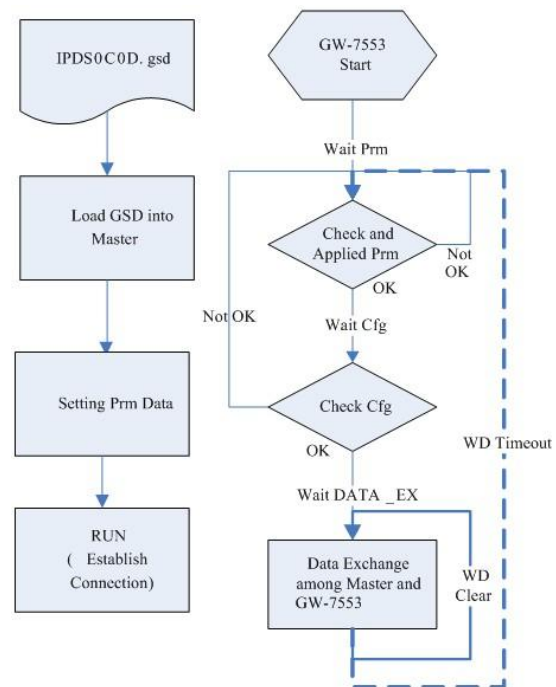 IPDS0C0D. gsd
Load GSD into
Master
Setting Prm Data
RUN
( Establish
Connection)
GW-7553
Start
Wait Prm
Check and
Applied Prm
Not
OK
OK
Wait Cfg
Not OK
Check Cfg
OK
WD Timeout
Wait DATA _EX
Data Exchange
among Master and
GW-7553
WD
Clear